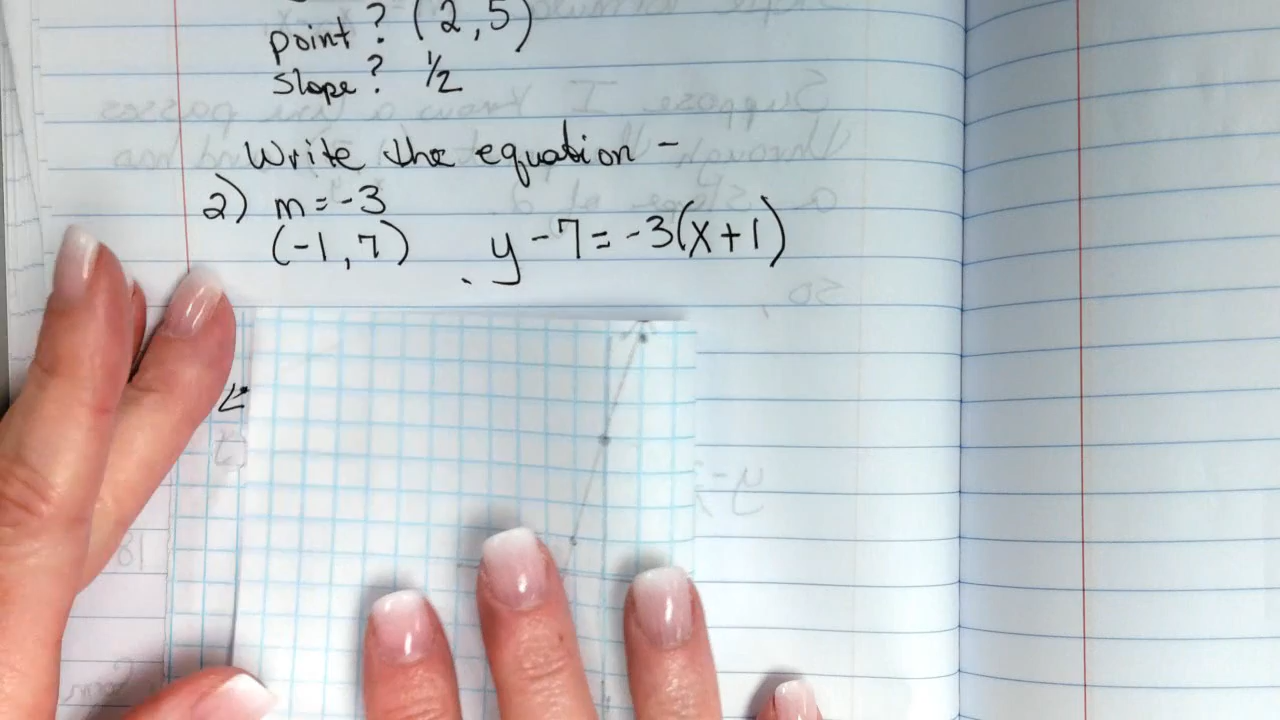 point ? (2,5)
slope ? 1/2
Write the equation -
2) m = -3
(-1,7) y - 7 = -3(x+1)